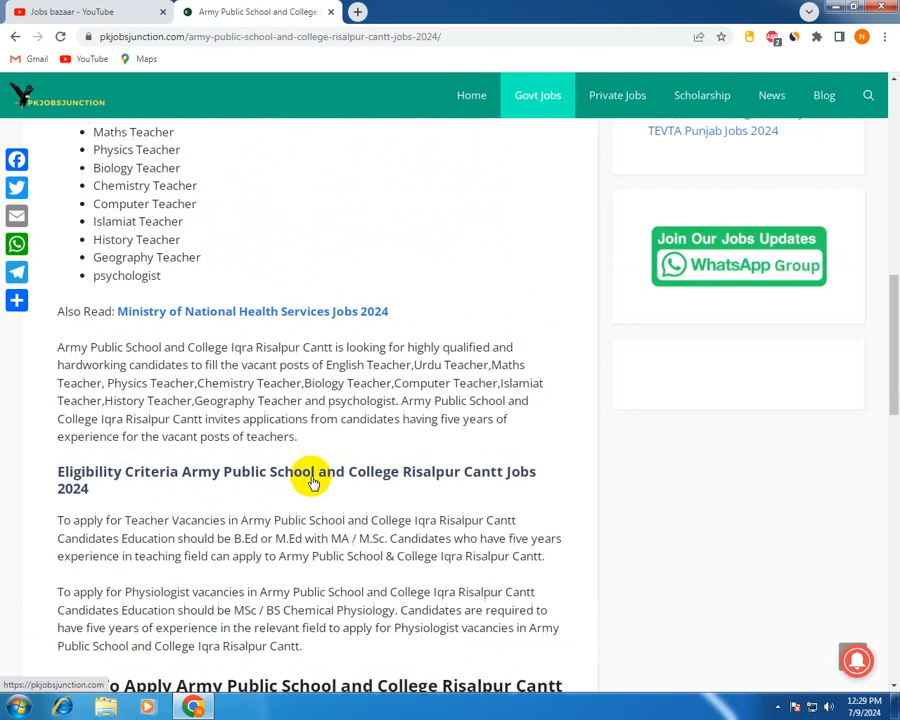 Jobs bazaar - YouTube
Army Public School and College
pkjobsjunction.com/army-public-school-and-college-risalpur-cantt-jobs-2024/
2
N
Gmail
YouTube
Maps
PKJOBSJUNCTION
Home
Govt Jobs
Private Jobs
Scholarship
News
Blog
Maths Teacher
Physics Teacher
Biology Teacher
Chemistry Teacher
Computer Teacher
Islamiat Teacher
History Teacher
Geography Teacher
psychologist
Also Read: Ministry of National Health Services Jobs 2024
Army Public School and College Iqra Risalpur Cantt is looking for highly qualified and
hardworking candidates to fill the vacant posts of English Teacher,Urdu Teacher,Maths
Teacher, Physics Teacher,Chemistry Teacher,Biology Teacher,Computer Teacher,Islamiat
Teacher,History Teacher,Geography Teacher and psychologist. Army Public School and
College Iqra Risalpur Cantt invites applications from candidates having five years of
experience for the vacant posts of teachers.
Eligibility Criteria Army Public School and College Risalpur Cantt Jobs
2024
To apply for Teacher Vacancies in Army Public School and College Iqra Risalpur Cantt
Candidates Education should be B.Ed or M.Ed with MA / M.Sc. Candidates who have five years
experience in teaching field can apply to Army Public School & College Iqra Risalpur Cantt.
To apply for Physiologist vacancies in Army Public School and College Iqra Risalpur Cantt
Candidates Education should be MSc / BS Chemical Physiology. Candidates are required to
have five years of experience in the relevant field to apply for Physiologist vacancies in Army
Public School and College Iqra Risalpur Cantt.
o Apply Army Public School and College Risalpur Cantt
TEVTA Punjab Jobs 2024
Join Our Jobs Updates
WhatsApp Group
https://pkjobsjunction.com
12:29 PM
7/9/2024